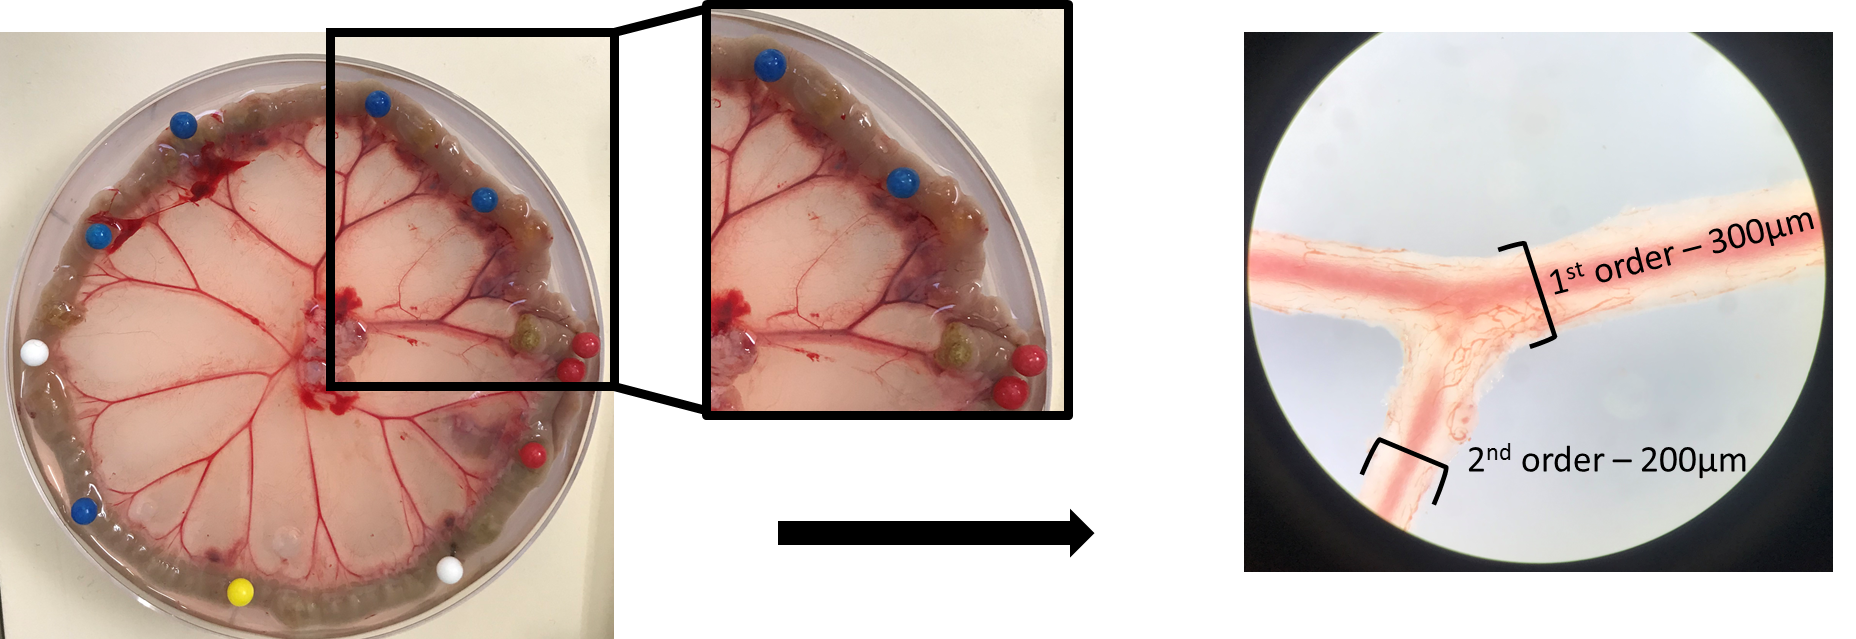 1st order – 300µm
2nd order – 200µm